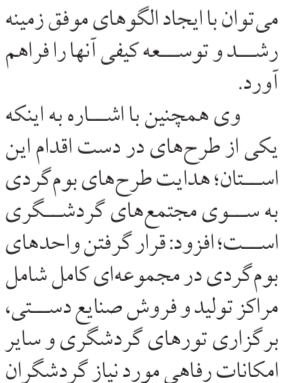 می‌توان با ایجاد الگوهای موفق زمینه
رشد و توسعه کیفی آنها را فراهم
آورد.
وی همچنین با اشاره به اینکه
یکی از طرح‌های در دست اقدام این
استان؛ هدایت طرح‌های بوم‌گردی
به سوی مجتمع‌های گردشگری
است؛ افزود: قرار گرفتن واحدهای
بوم‌گردی در مجموعه‌ای کامل شامل
مراکز تولید و فروش صنایع دستی،
برگزاری تورهای گردشگری و سایر
امکانات رفاهی مورد نیاز گردشگران